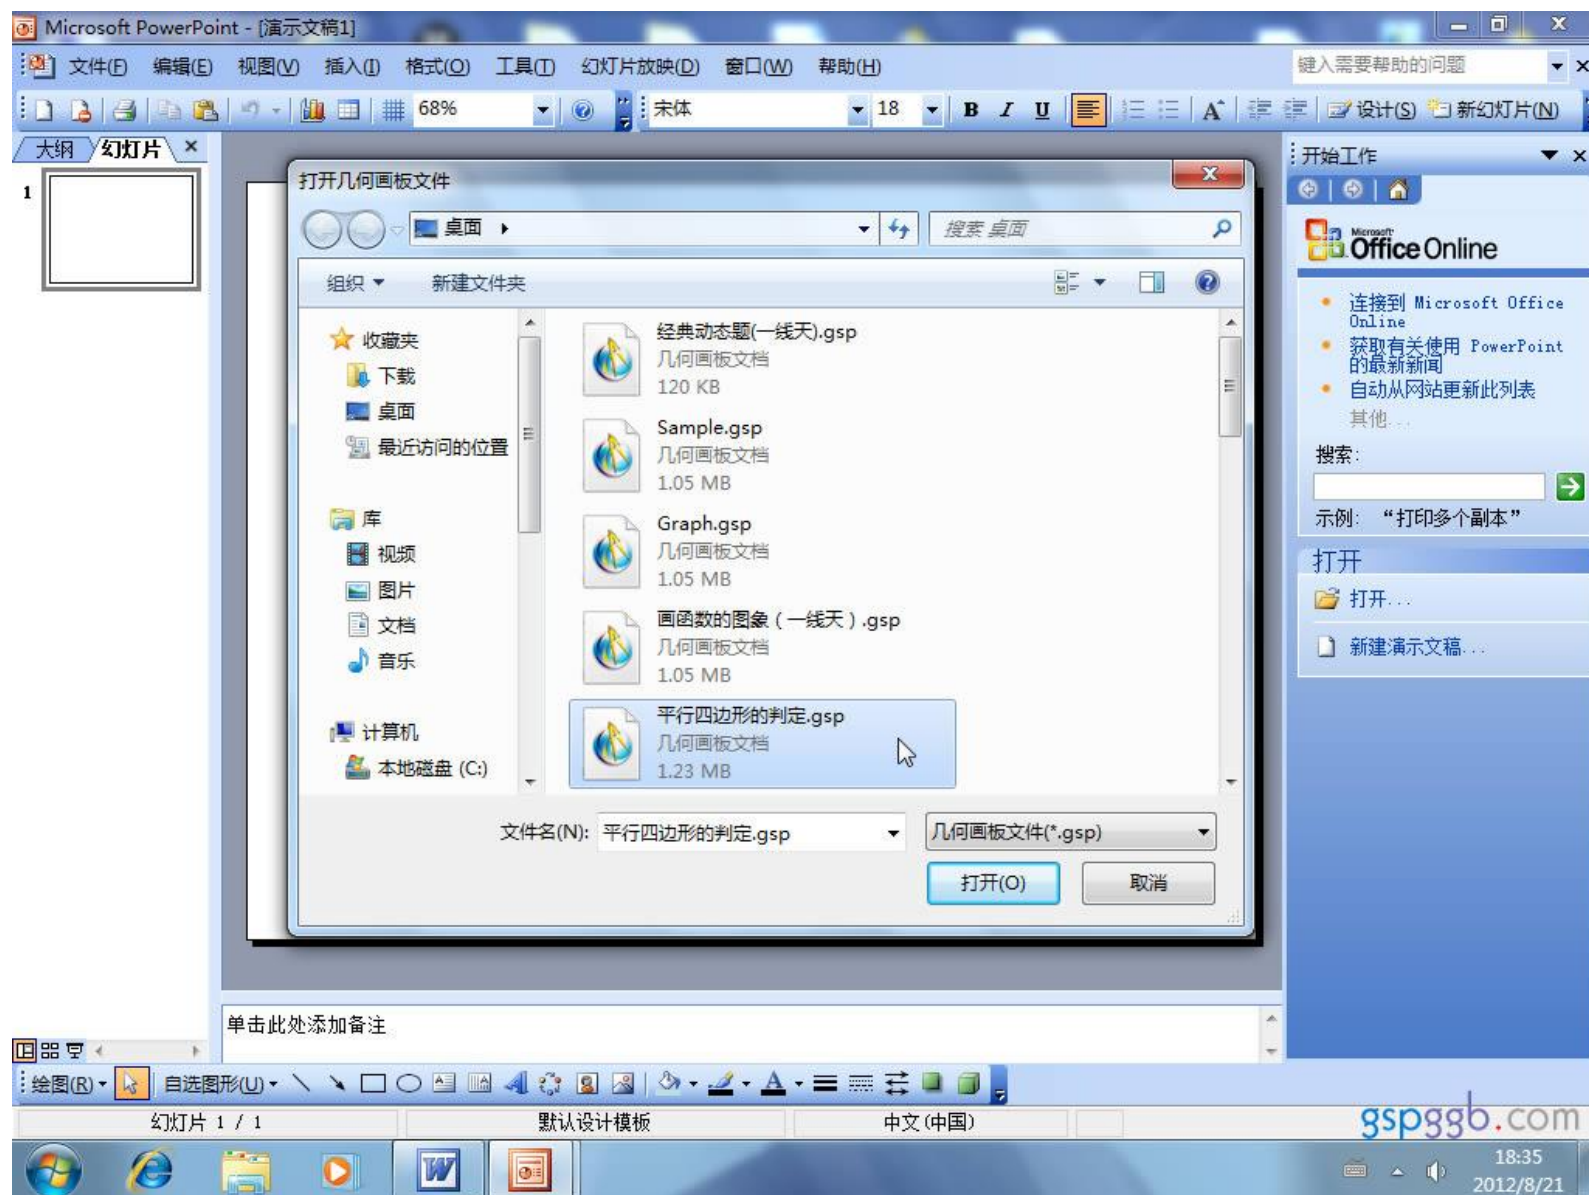 Microsoft PowerPoint - [演示文稿1]
文件(F) 编辑(E) 视图(V) 插入(I) 格式(O) 工具(T) 幻灯片放映(D) 窗口(W) 帮助(H) 键入需要帮助的问题
68% 宋体 18 B I U A 设计(S) 新幻灯片(N)
大纲 幻灯片
1
打开几何画板文件
桌面
搜索 桌面
组织 新建文件夹
收藏夹
下载
桌面
最近访问的位置
库
视频
图片
文档
音乐
计算机
本地磁盘 (C:)
经典动态题(一线天).gsp
几何画板文档
120 KB
Sample.gsp
几何画板文档
1.05 MB
Graph.gsp
几何画板文档
1.05 MB
画函数的图象（一线天）.gsp
几何画板文档
1.05 MB
平行四边形的判定.gsp
几何画板文档
1.23 MB
文件名(N): 平行四边形的判定.gsp 几何画板文件(*.gsp)
打开(O) 取消
开始工作
Microsoft
Office Online
连接到 Microsoft Office
Online
获取有关使用 PowerPoint
的最新新闻
自动从网站更新此列表
其他...
搜索:
示例: “打印多个副本”
打开
打开...
新建演示文稿...
单击此处添加备注
绘图(R) 自选图形(U) A
幻灯片 1 / 1 默认设计模板 中文(中国)
gspggb.com
18:35
2012/8/21